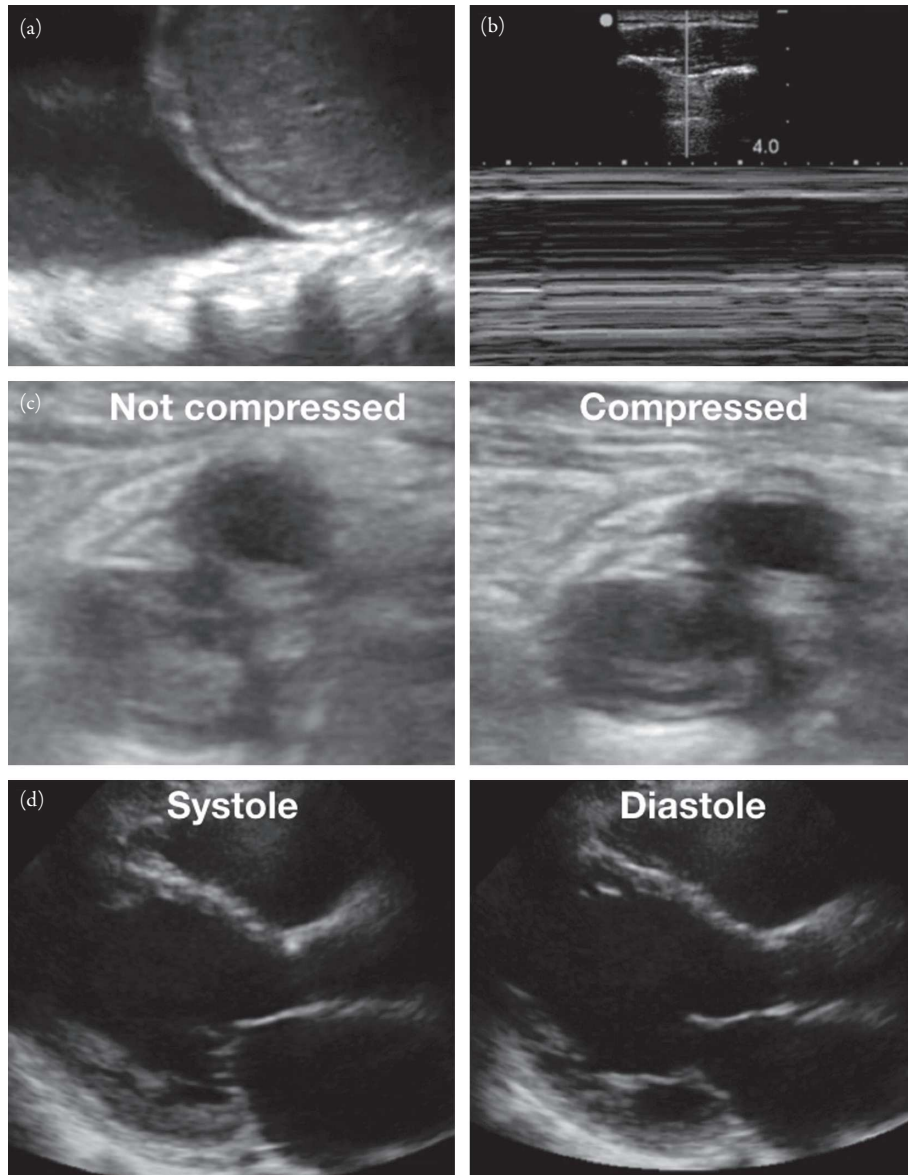 (a)
(b)
4.0
(c)
Not compressed
Compressed
(d)
Systole
Diastole